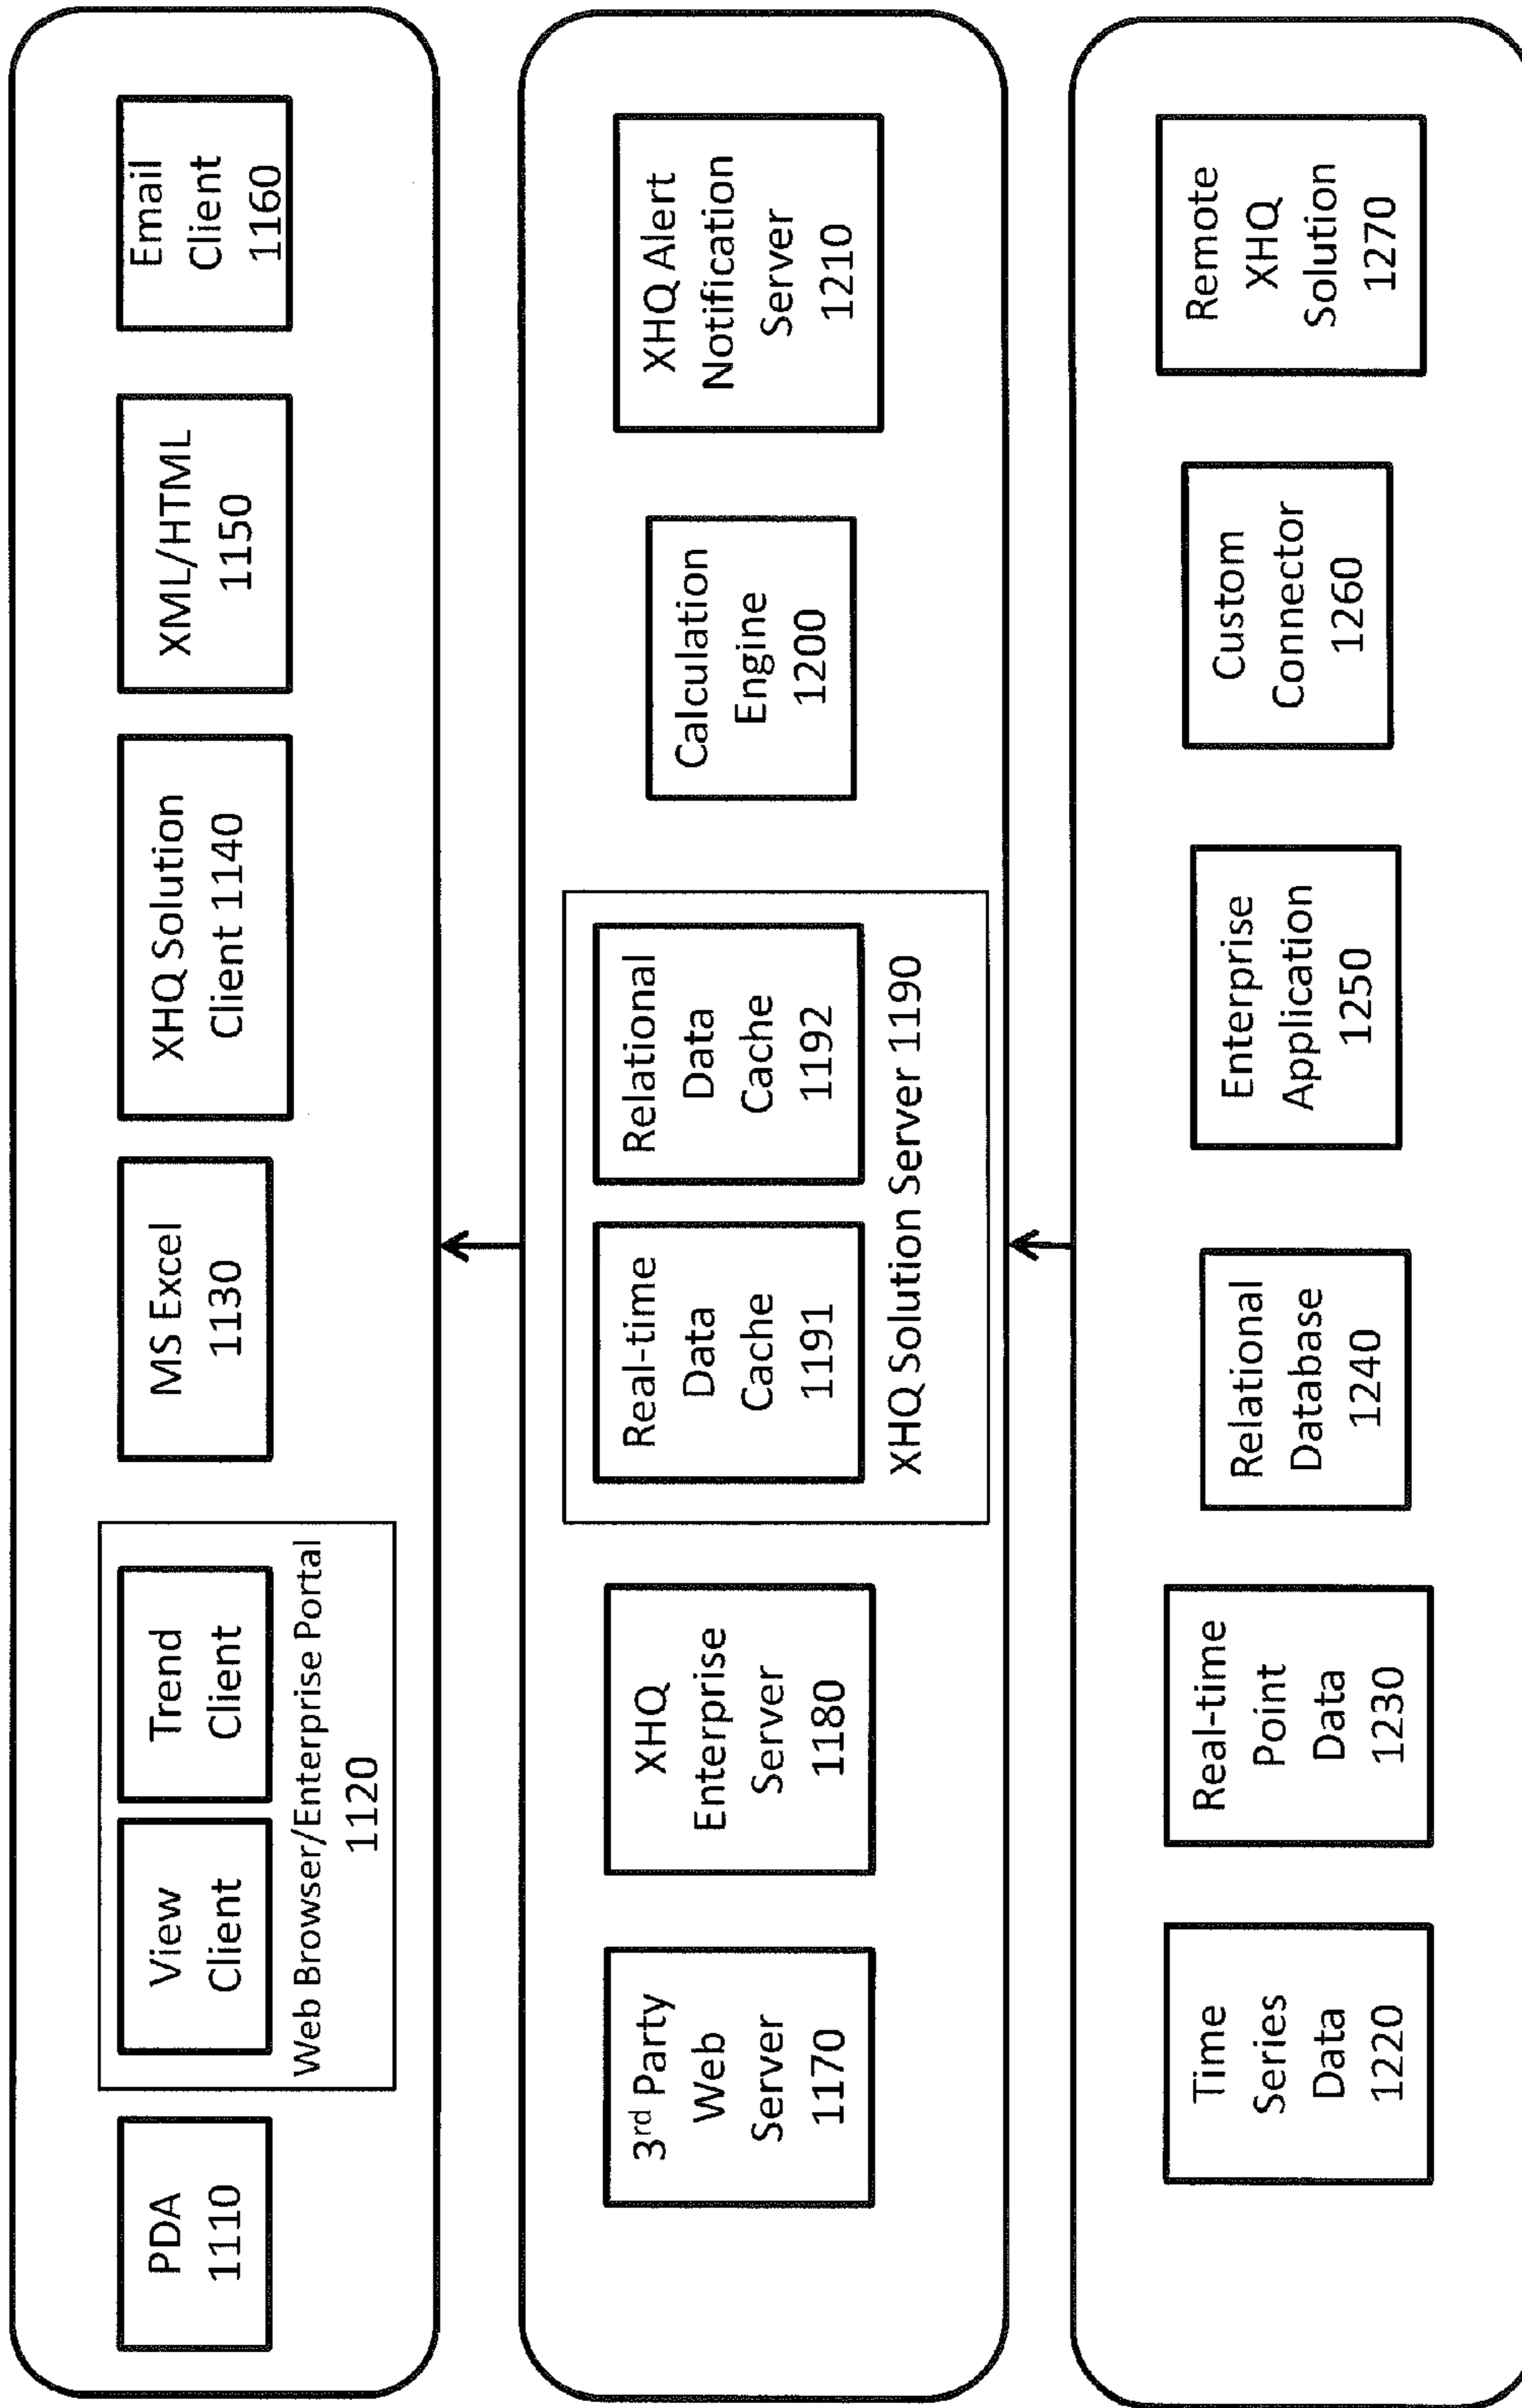 PDA
1110
View
Client
Trend
Client
Web Browser/Enterprise Portal
1120
MS Excel
1130
XHQ Solution
Client 1140
XML/HTML
1150
Email
Client
1160
3rd Party
Web
Server
1170
XHQ
Enterprise
Server
1180
Real-time
Data
Cache
1191
Relational
Data
Cache
1192
XHQ Solution Server 1190
Calculation
Engine
1200
XHQ Alert
Notification
Server
1210
Time
Series
Data
1220
Real-time
Point
Data
1230
Relational
Database
1240
Enterprise
Application
1250
Custom
Connector
1260
Remote
XHQ
Solution
1270